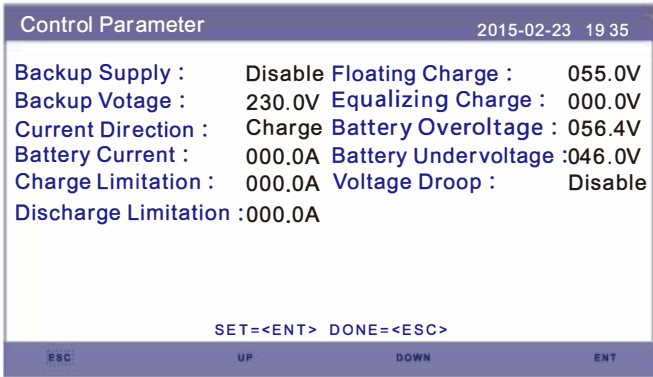 Control Parameter 2015-02-23 19 35
Backup Supply : Disable Floating Charge : 055.0V
Backup Votage : 230.0V Equalizing Charge : 000.0V
Current Direction : Charge Battery Overoltage : 056.4V
Battery Current : 000.0A Battery Undervoltage :046.0V
Charge Limitation : 000.0A Voltage Droop : Disable
Discharge Limitation :000.0A
SET=<ENT> DONE=<ESC>
ESC UP DOWN ENT